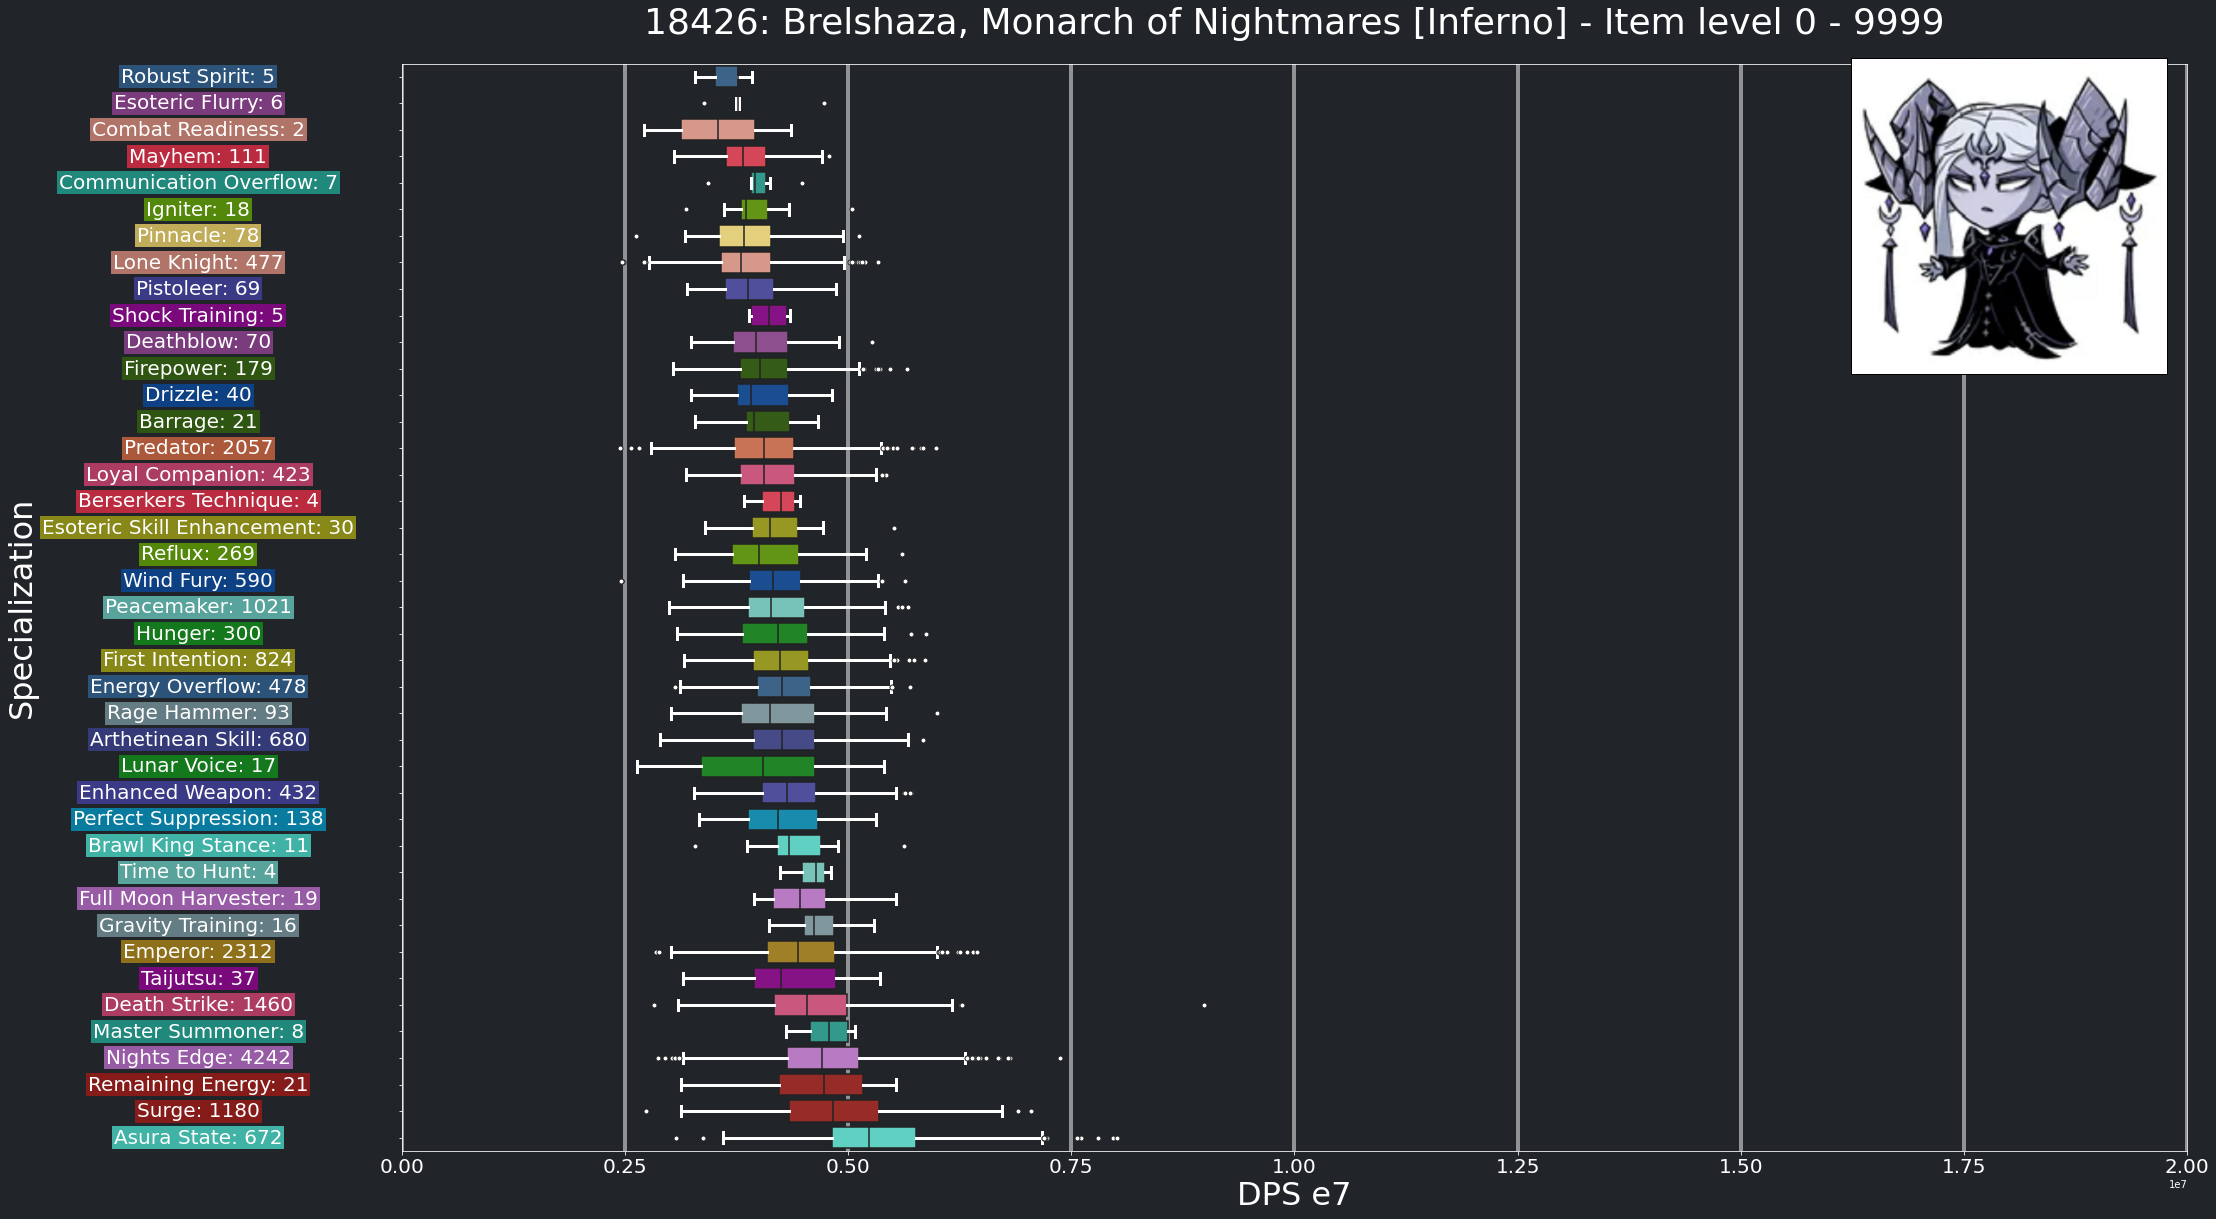 18426: Brelshaza, Monarch of Nightmares [Inferno] - Item level 0 - 9999
Specialization
Robust Spirit: 5
Esoteric Flurry: 6
Combat Readiness: 2
Mayhem: 111
Communication Overflow: 7
Igniter: 18
Pinnacle: 78
Lone Knight: 477
Pistoleer: 69
Shock Training: 5
Deathblow: 70
Firepower: 179
Drizzle: 40
Barrage: 21
Predator: 2057
Loyal Companion: 423
Berserkers Technique: 4
Esoteric Skill Enhancement: 30
Reflux: 269
Wind Fury: 590
Peacemaker: 1021
Hunger: 300
First Intention: 824
Energy Overflow: 478
Rage Hammer: 93
Arthetinean Skill: 680
Lunar Voice: 17
Enhanced Weapon: 432
Perfect Suppression: 138
Brawl King Stance: 11
Time to Hunt: 4
Full Moon Harvester: 19
Gravity Training: 16
Emperor: 2312
Taijutsu: 37
Death Strike: 1460
Master Summoner: 8
Nights Edge: 4242
Remaining Energy: 21
Surge: 1180
Asura State: 672
0.00 0.25 0.50 0.75 1.00 1.25 1.50 1.75 2.00
1e7
DPS e7